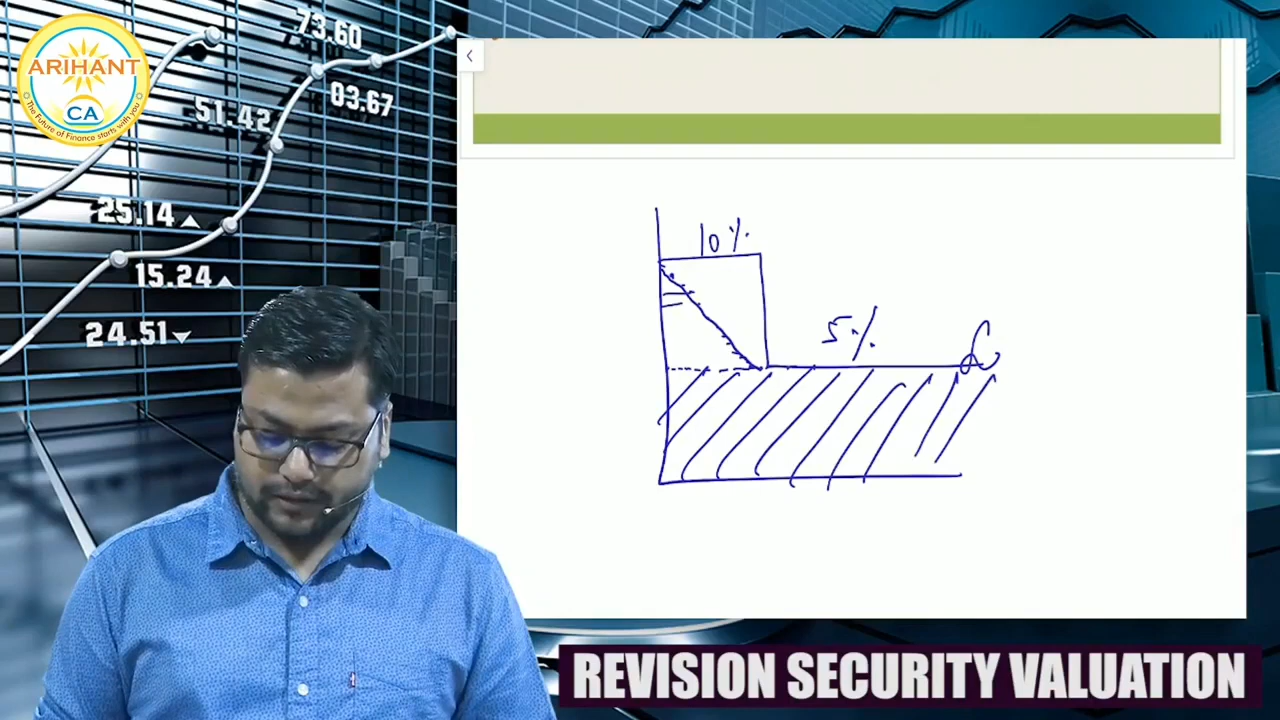 73.60
ARIHANT
CA
The Future of Finance starts with you
51.42
03.67
25.14
15.24
24.51
10%
5%
REVISION SECURITY VALUATION